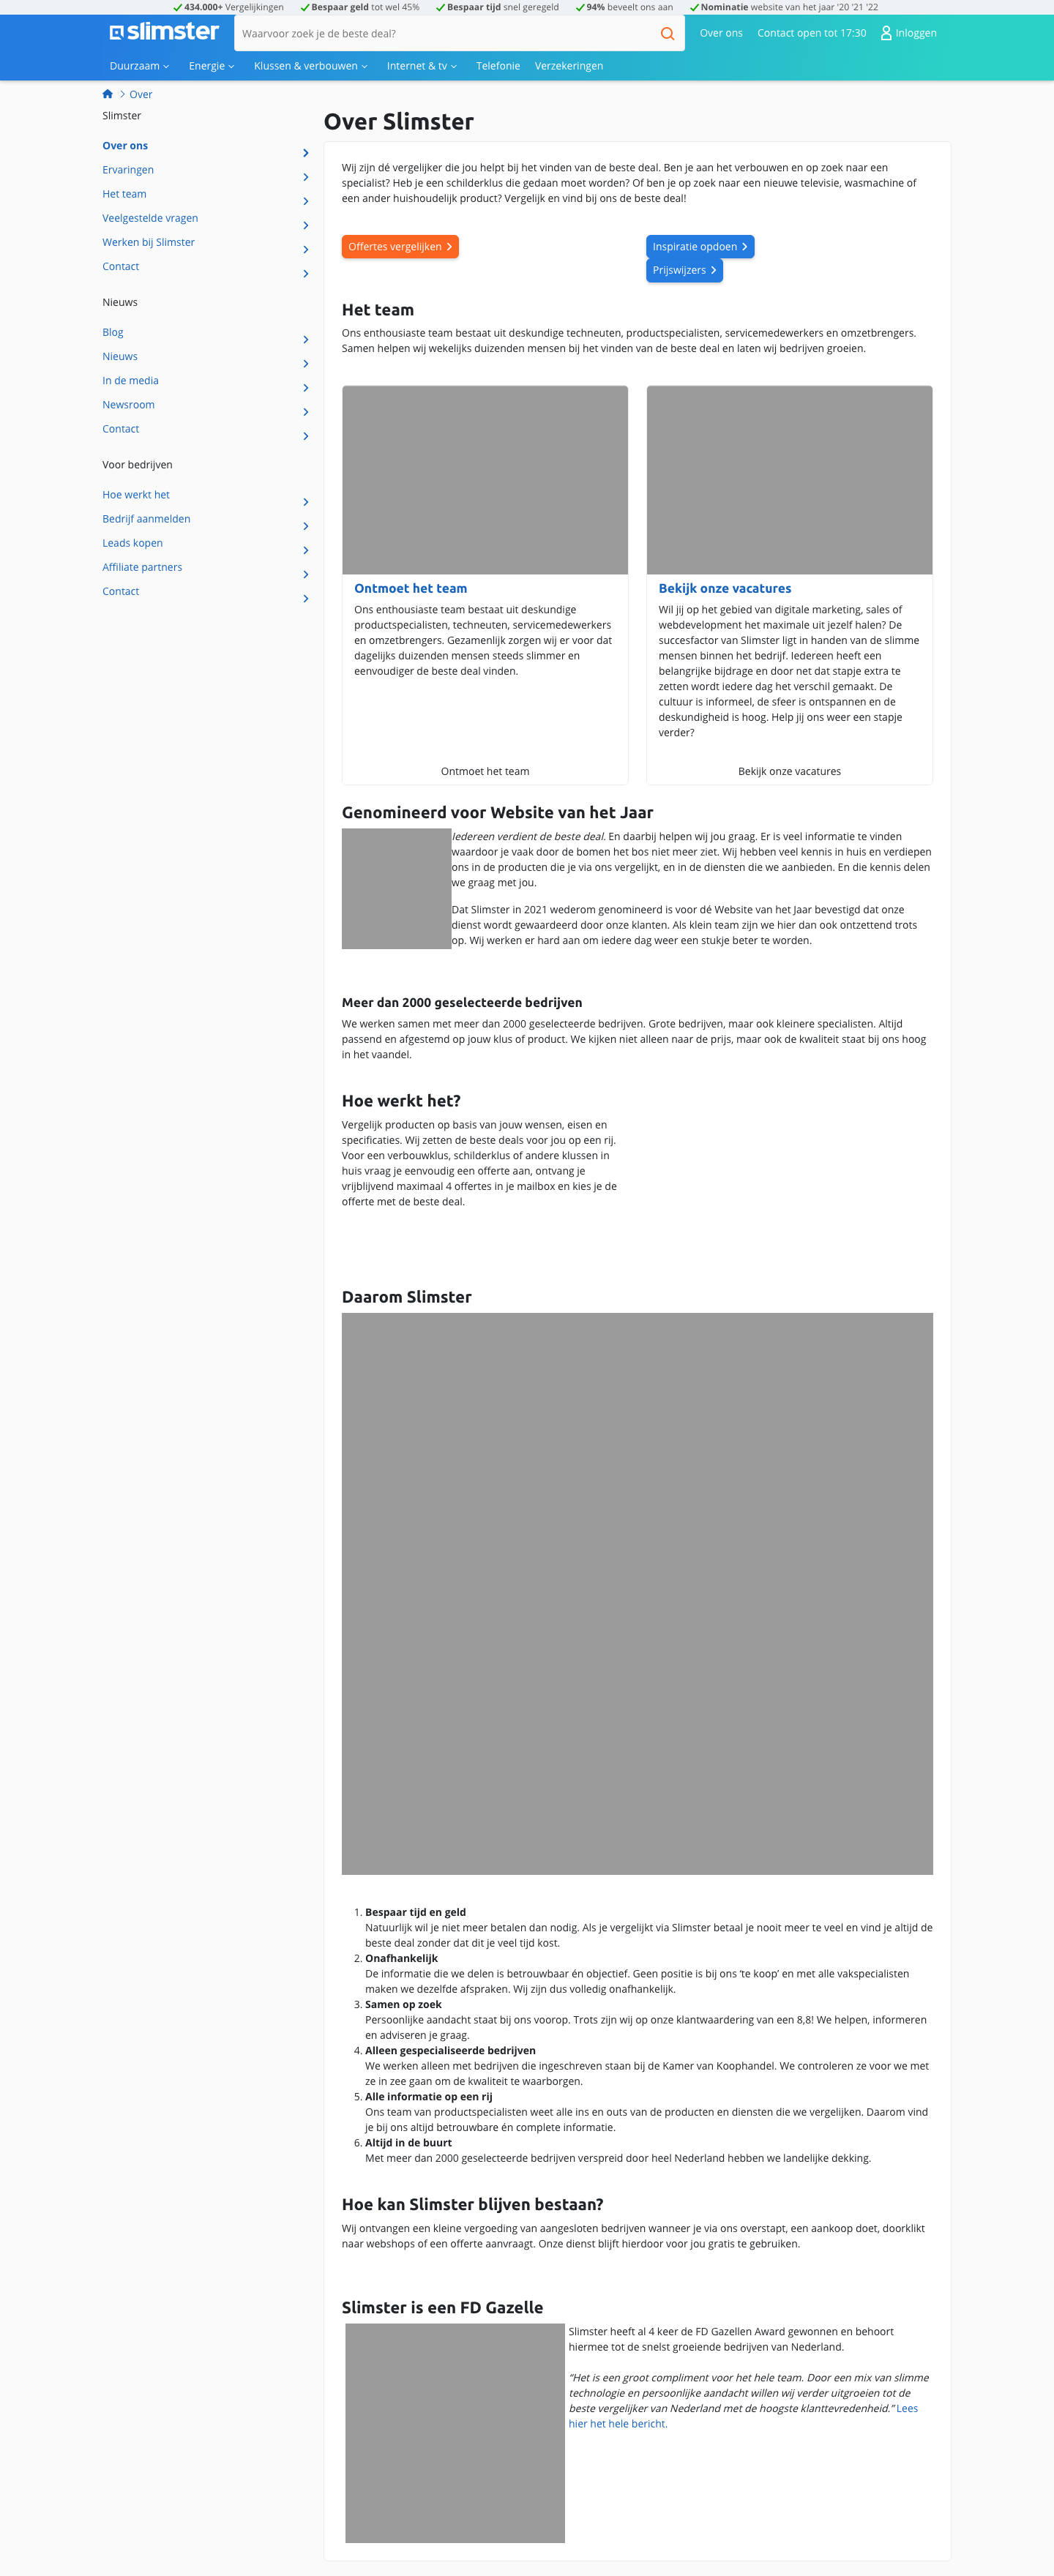 434.000+ Vergelijkingen Bespaar geld tot wel 45% Bespaar tijd snel geregeld 94% beveelt ons aan Nominatie website van het jaar '20 '21 '22
slimster
Waarvoor zoek je de beste deal?
Over ons Contact open tot 17:30 Inloggen
Duurzaam Energie Klussen & verbouwen Internet & tv Telefonie Verzekeringen
Over
Slimster
Over ons
Ervaringen
Het team
Veelgestelde vragen
Werken bij Slimster
Contact
Nieuws
Blog
Nieuws
In de media
Newsroom
Contact
Voor bedrijven
Hoe werkt het
Bedrijf aanmelden
Leads kopen
Affiliate partners
Contact
Over Slimster
Wij zijn dé vergelijker die jou helpt bij het vinden van de beste deal. Ben je aan het verbouwen en op zoek naar een
specialist? Heb je een schilderklus die gedaan moet worden? Of ben je op zoek naar een nieuwe televisie, wasmachine of
een ander huishoudelijk product? Vergelijk en vind bij ons de beste deal!
Offertes vergelijken
Inspiratie opdoen
Prijswijzers
Het team
Ons enthousiaste team bestaat uit deskundige techneuten, productspecialisten, servicemedewerkers en omzetbrengers.
Samen helpen wij wekelijks duizenden mensen bij het vinden van de beste deal en laten wij bedrijven groeien.
Ontmoet het team
Ons enthousiaste team bestaat uit deskundige
productspecialisten, techneuten, servicemedewerkers
en omzetbrengers. Gezamenlijk zorgen wij er voor dat
dagelijks duizenden mensen steeds slimmer en
eenvoudiger de beste deal vinden.
Ontmoet het team
Bekijk onze vacatures
Wil jij op het gebied van digitale marketing, sales of
webdevelopment het maximale uit jezelf halen? De
succesfactor van Slimster ligt in handen van de slimme
mensen binnen het bedrijf. Iedereen heeft een
belangrijke bijdrage en door net dat stapje extra te
zetten wordt iedere dag het verschil gemaakt. De
cultuur is informeel, de sfeer is ontspannen en de
deskundigheid is hoog. Help jij ons weer een stapje
verder?
Bekijk onze vacatures
Genomineerd voor Website van het Jaar
Iedereen verdient de beste deal. En daarbij helpen wij jou graag. Er is veel informatie te vinden
waardoor je vaak door de bomen het bos niet meer ziet. Wij hebben veel kennis in huis en verdiepen
ons in de producten die je via ons vergelijkt, en in de diensten die we aanbieden. En die kennis delen
we graag met jou.
Dat Slimster in 2021 wederom genomineerd is voor dé Website van het Jaar bevestigd dat onze
dienst wordt gewaardeerd door onze klanten. Als klein team zijn we hier dan ook ontzettend trots
op. Wij werken er hard aan om iedere dag weer een stukje beter te worden.
Meer dan 2000 geselecteerde bedrijven
We werken samen met meer dan 2000 geselecteerde bedrijven. Grote bedrijven, maar ook kleinere specialisten. Altijd
passend en afgestemd op jouw klus of product. We kijken niet alleen naar de prijs, maar ook de kwaliteit staat bij ons hoog
in het vaandel.
Hoe werkt het?
Vergelijk producten op basis van jouw wensen, eisen en
specificaties. Wij zetten de beste deals voor jou op een rij.
Voor een verbouwklus, schilderklus of andere klussen in
huis vraag je eenvoudig een offerte aan, ontvang je
vrijblijvend maximaal 4 offertes in je mailbox en kies je de
offerte met de beste deal.
Daarom Slimster
1. Bespaar tijd en geld
Natuurlijk wil je niet meer betalen dan nodig. Als je vergelijkt via Slimster betaal je nooit meer te veel en vind je altijd de
beste deal zonder dat dit je veel tijd kost.
2. Onafhankelijk
De informatie die we delen is betrouwbaar én objectief. Geen positie is bij ons ‘te koop’ en met alle vakspecialisten
maken we dezelfde afspraken. Wij zijn dus volledig onafhankelijk.
3. Samen op zoek
Persoonlijke aandacht staat bij ons voorop. Trots zijn wij op onze klantwaardering van een 8,8! We helpen, informeren
en adviseren je graag.
4. Alleen gespecialiseerde bedrijven
We werken alleen met bedrijven die ingeschreven staan bij de Kamer van Koophandel. We controleren ze voor we met
ze in zee gaan om de kwaliteit te waarborgen.
5. Alle informatie op een rij
Ons team van productspecialisten weet alle ins en outs van de producten en diensten die we vergelijken. Daarom vind
je bij ons altijd betrouwbare én complete informatie.
6. Altijd in de buurt
Met meer dan 2000 geselecteerde bedrijven verspreid door heel Nederland hebben we landelijke dekking.
Hoe kan Slimster blijven bestaan?
Wij ontvangen een kleine vergoeding van aangesloten bedrijven wanneer je via ons overstapt, een aankoop doet, doorklikt
naar webshops of een offerte aanvraagt. Onze dienst blijft hierdoor voor jou gratis te gebruiken.
Slimster is een FD Gazelle
Slimster heeft al 4 keer de FD Gazellen Award gewonnen en behoort
hiermee tot de snelst groeiende bedrijven van Nederland.
“Het is een groot compliment voor het hele team. Door een mix van slimme
technologie en persoonlijke aandacht willen wij verder uitgroeien tot de
beste vergelijker van Nederland met de hoogste klanttevredenheid.” Lees
hier het hele bericht.